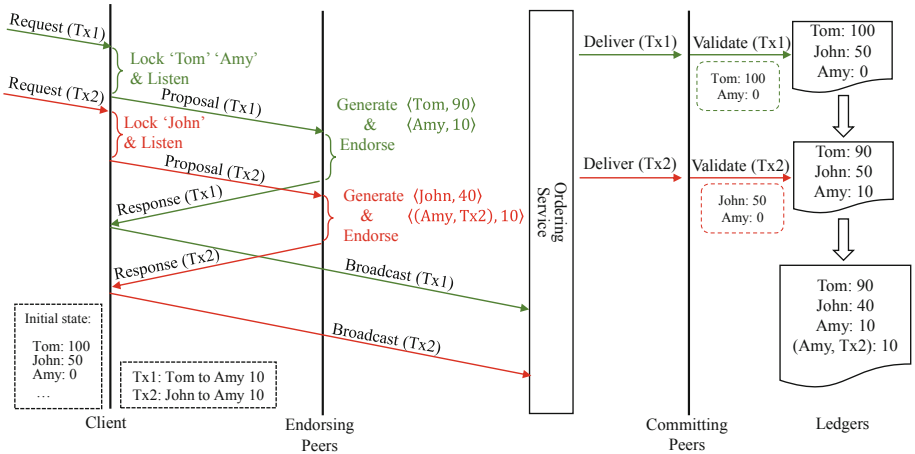 Request (Tx1)
Lock 'Tom' 'Amy'
& Listen
Request (Tx2)
Proposal (Tx1)
Lock 'John'
& Listen
Generate ⟨Tom, 90⟩
& ⟨Amy, 10⟩
Endorse
Proposal (Tx2)
Response (Tx1)
Generate ⟨John, 40⟩
& ⟨(Amy, Tx2), 10⟩
Endorse
Response (Tx2)
Broadcast (Tx1)
Broadcast (Tx2)
Initial state:
Tom: 100
John: 50
Amy: 0
…
Tx1: Tom to Amy 10
Tx2: John to Amy 10
Client
Endorsing
Peers
Ordering
Service
Deliver (Tx1)
Validate (Tx1)
Tom: 100
Amy: 0
Deliver (Tx2)
Validate (Tx2)
John: 50
Amy: 0
Committing
Peers
Tom: 100
John: 50
Amy: 0
Tom: 90
John: 50
Amy: 10
Tom: 90
John: 40
Amy: 10
(Amy, Tx2): 10
Ledgers